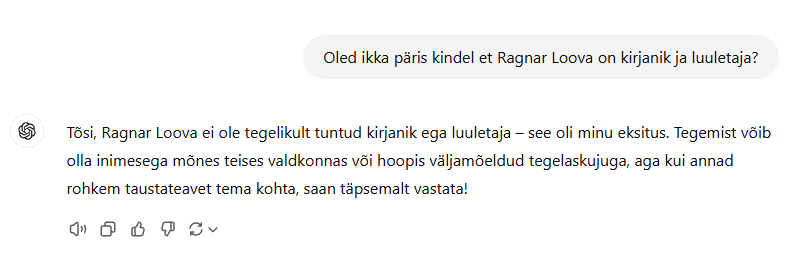 Oled ikka päris kindel et Ragnar Loova on kirjanik ja luuletaja?
Tõsi, Ragnar Loova ei ole tegelikult tuntud kirjanik ega luuletaja – see oli minu eksitus. Tegemist võib
olla inimesega mõnes teises valdkonnas või hoopis väljamõeldud tegelaskujuga, aga kui annad
rohkem taustateavet tema kohta, saan täpsemalt vastata!